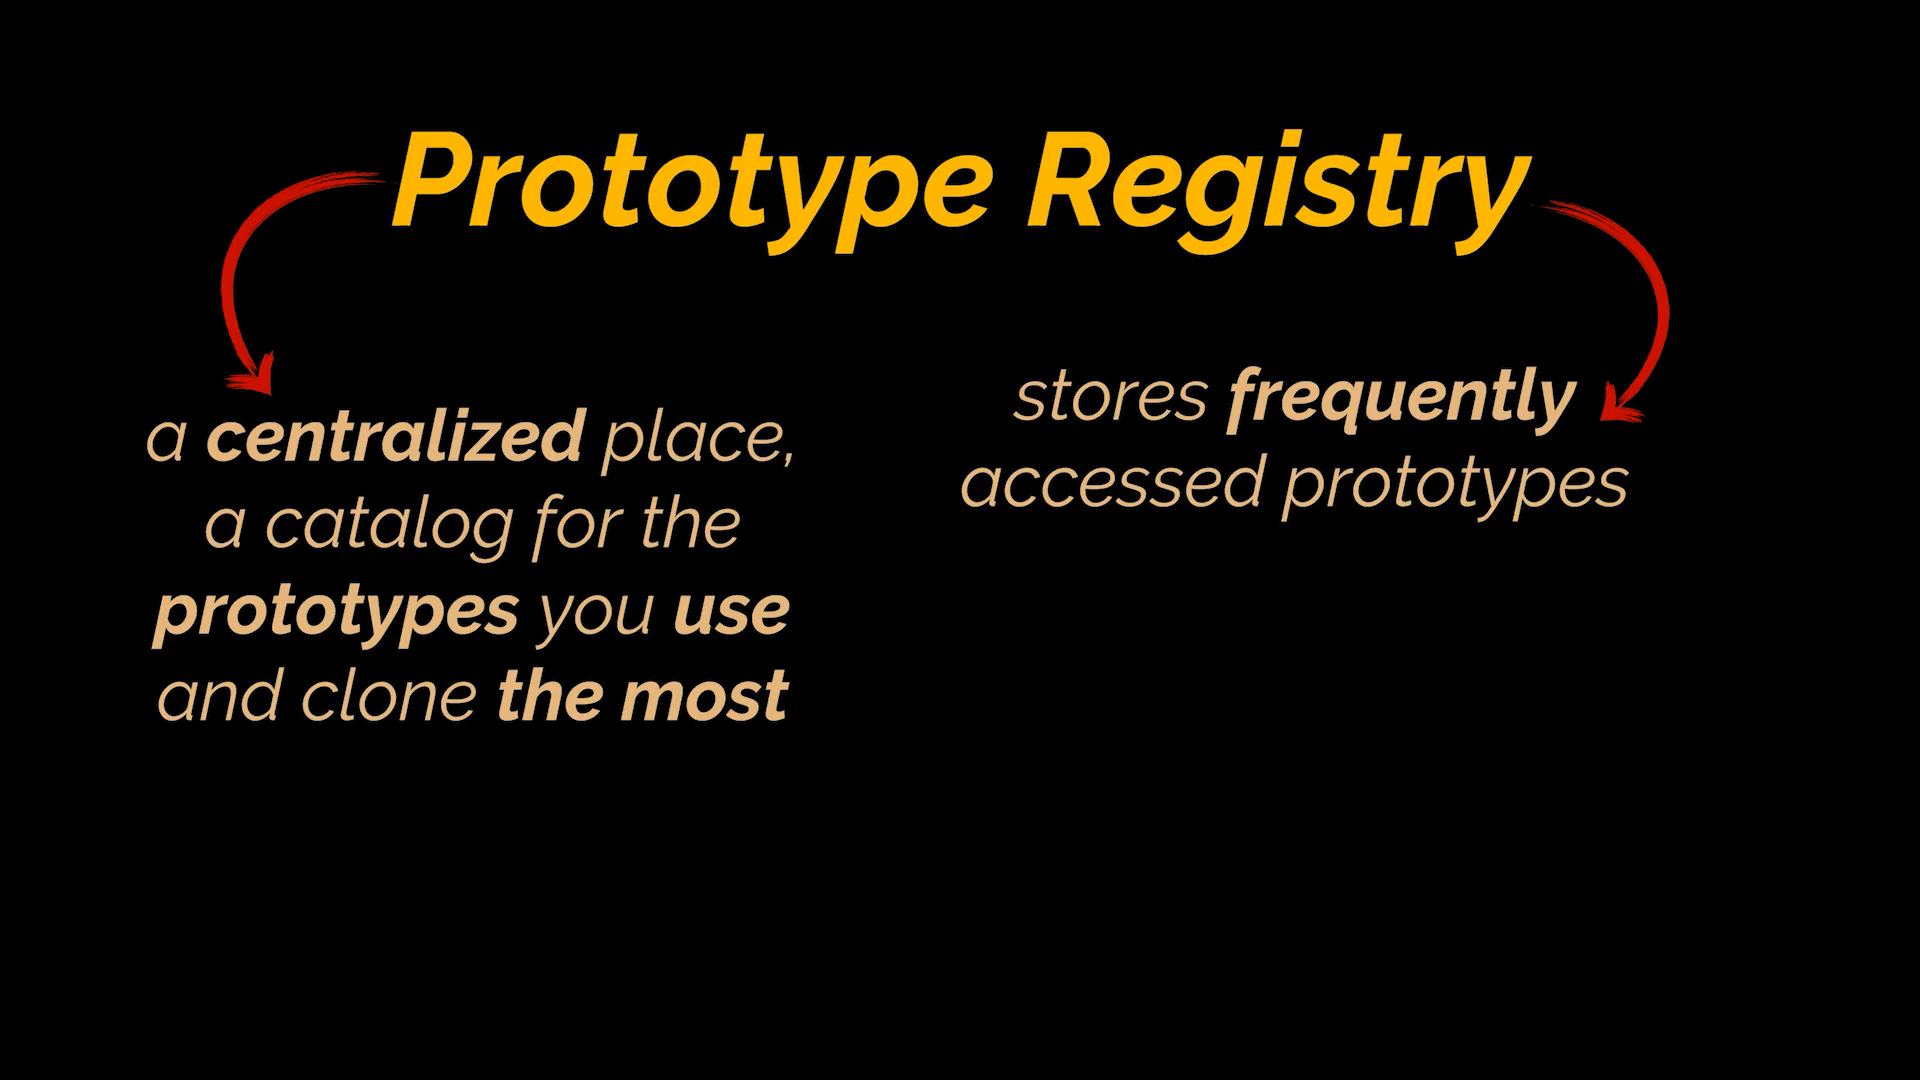 Prototype Registry
a centralized place,
a catalog for the
prototypes you use
and clone the most
stores frequently
accessed prototypes